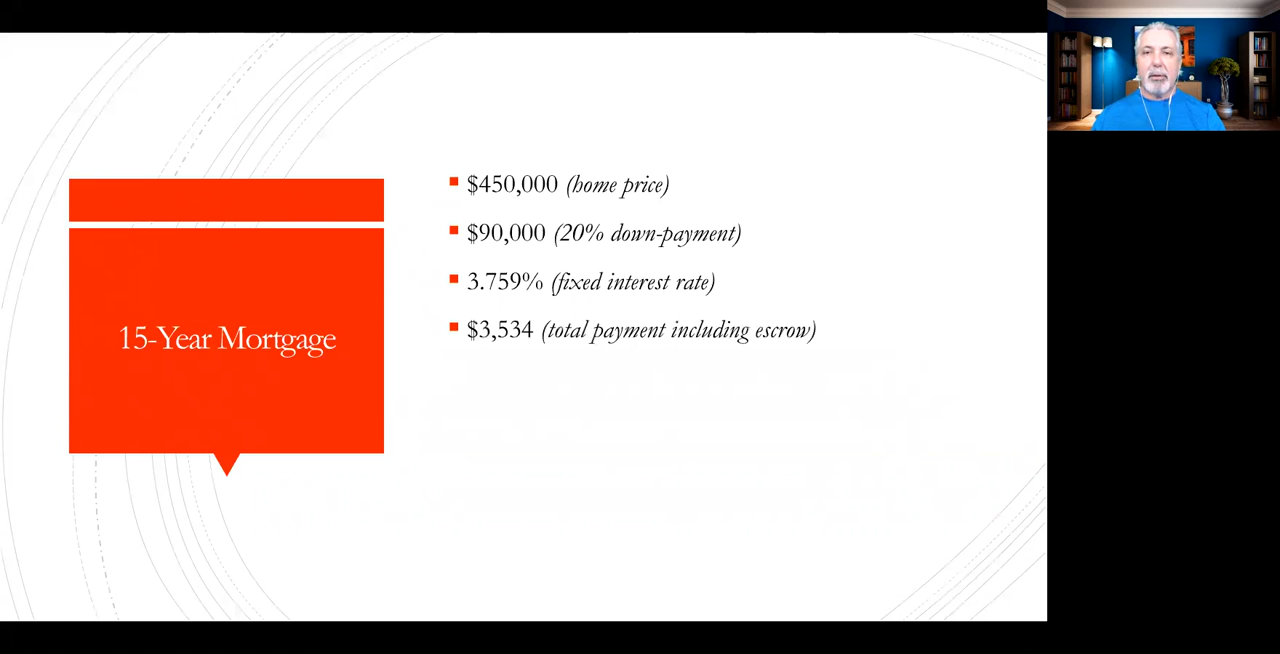 15-Year Mortgage
$450,000 (home price)
$90,000 (20% down-payment)
3.759% (fixed interest rate)
$3,534 (total payment including escrow)